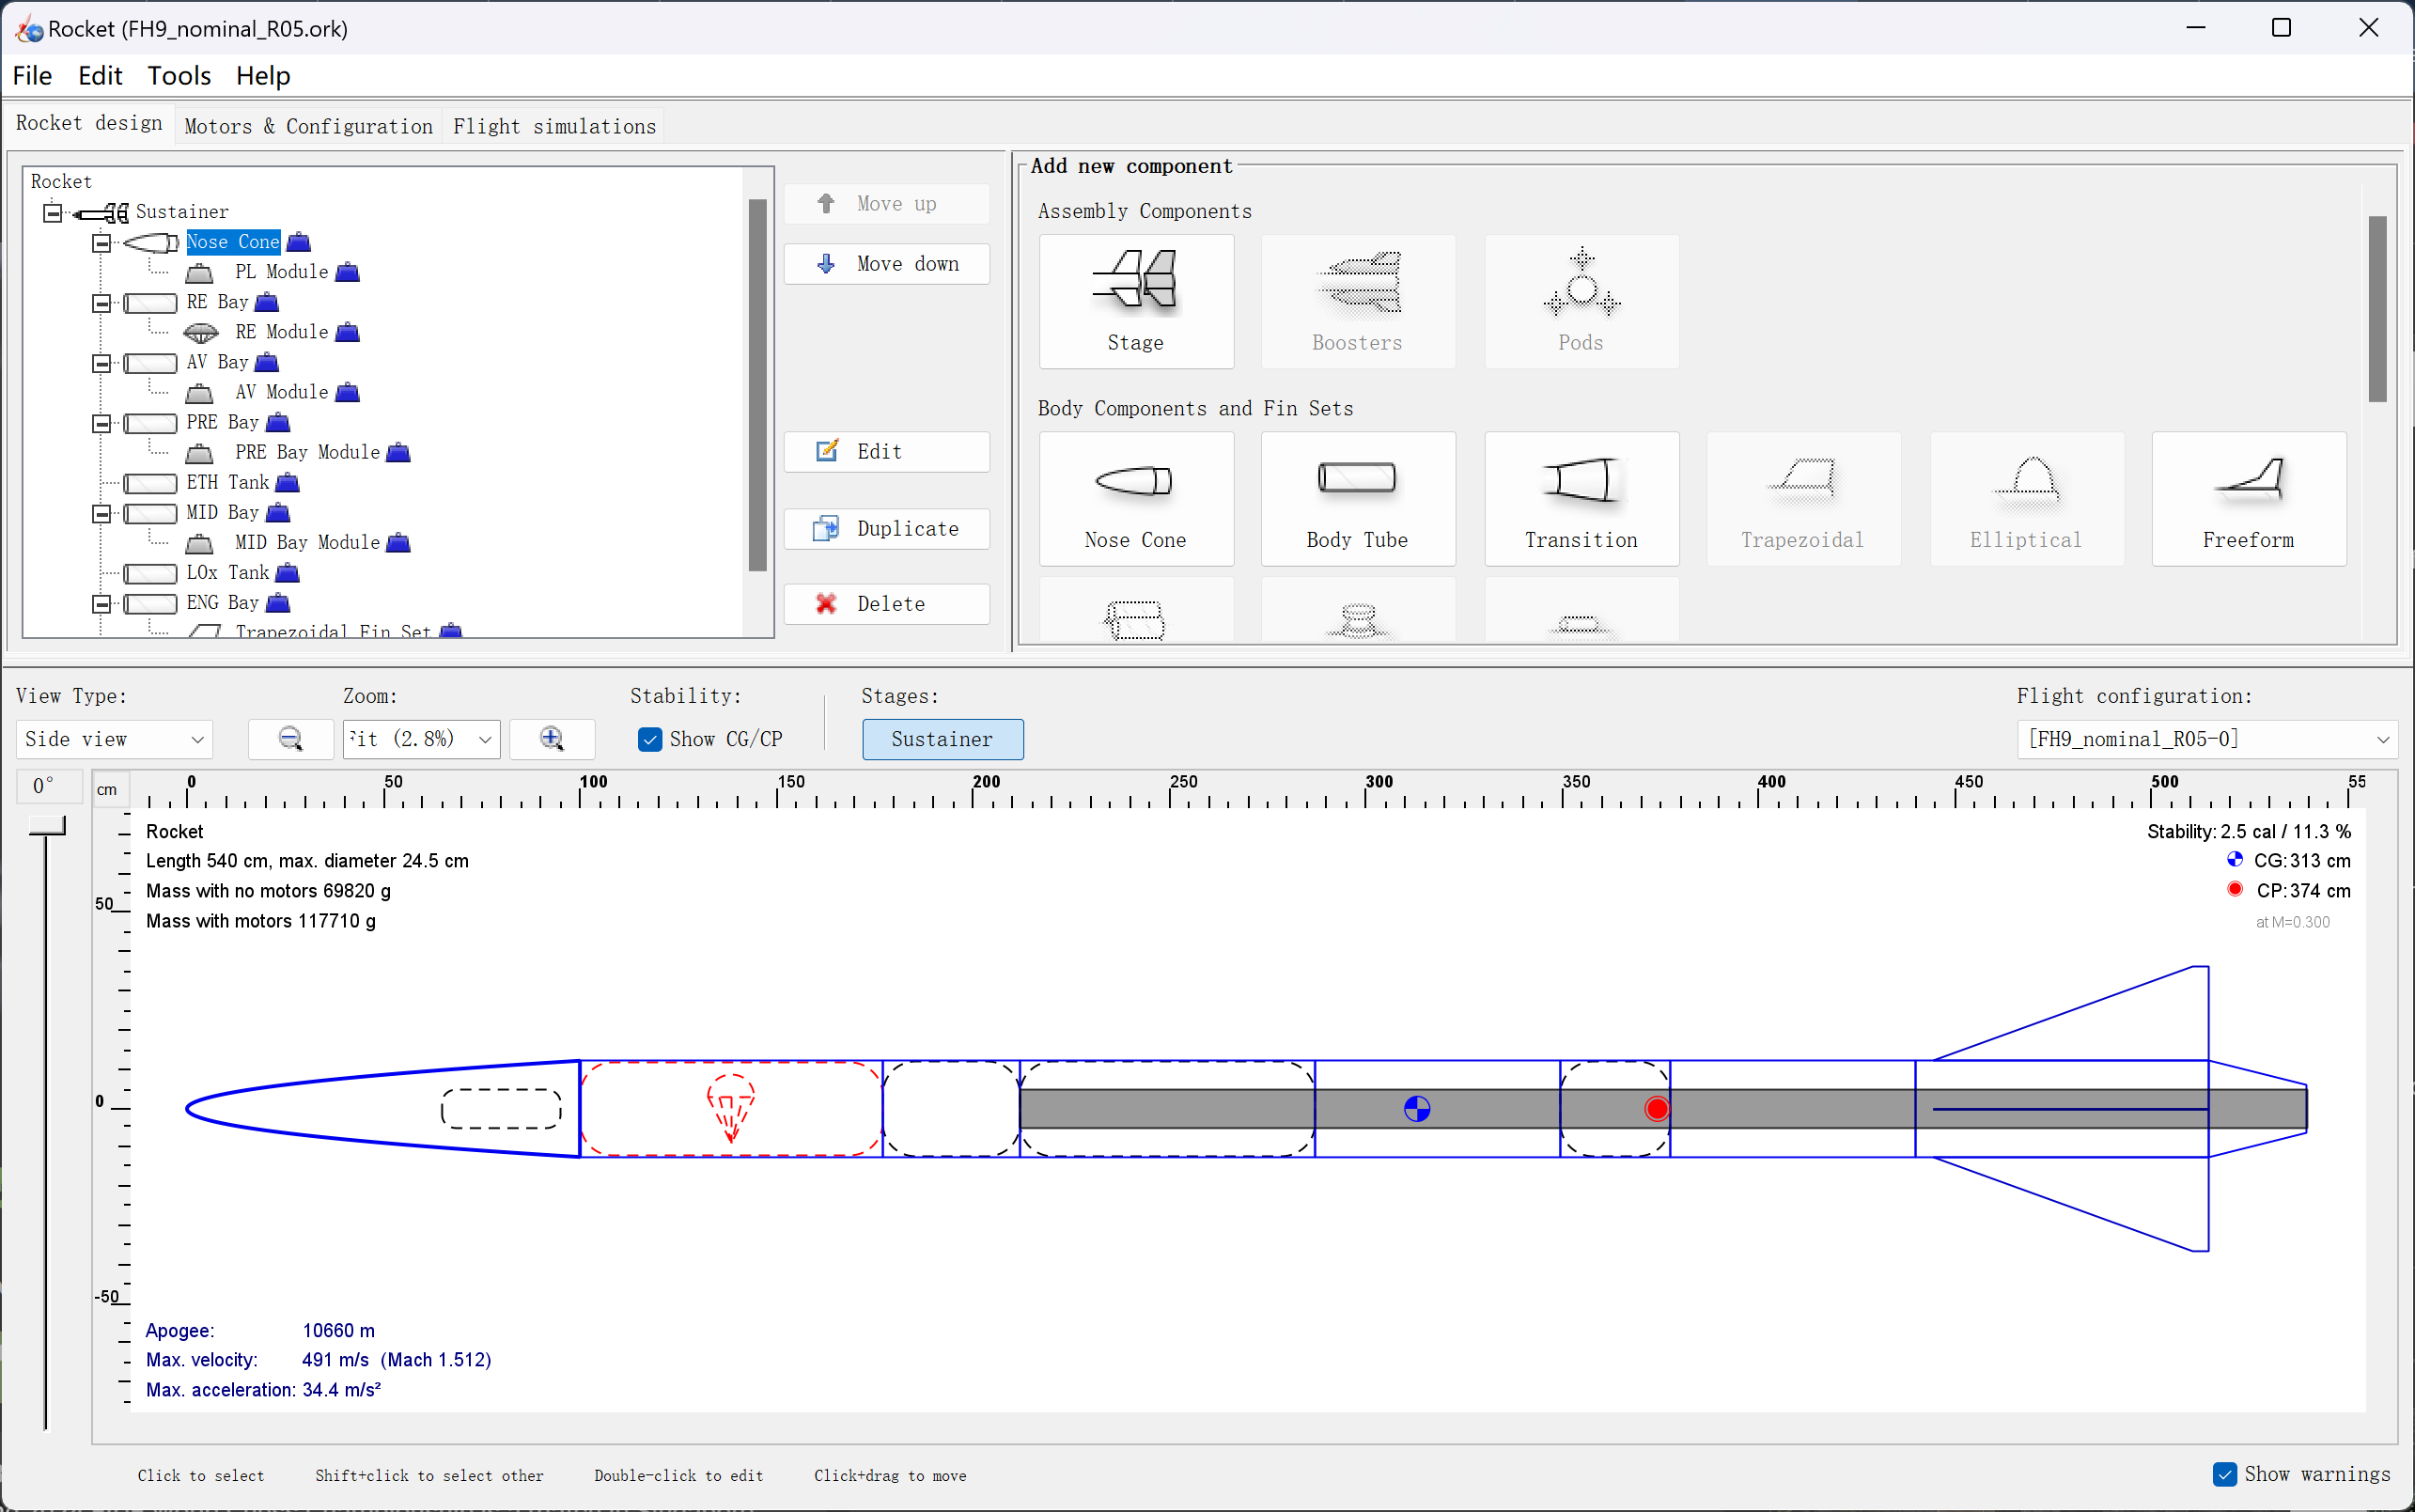 Rocket (FH9_nominal_R05.ork)
File Edit Tools Help
Rocket design Motors & Configuration Flight simulations
Rocket
Sustainer
Nose Cone
PL Module
RE Bay
RE Module
AV Bay
AV Module
PRE Bay
PRE Bay Module
ETH Tank
MID Bay
MID Bay Module
LOx Tank
ENG Bay
Trapezoidal Fin Set
Move up
Move down
Edit
Duplicate
Delete
Add new component
Assembly Components
Stage Boosters Pods
Body Components and Fin Sets
Nose Cone Body Tube Transition Trapezoidal Elliptical Freeform
View Type: Zoom: Stability: Stages: Flight configuration:
Side view it (2.8%) Show CG/CP Sustainer [FH9_nominal_R05-0]
0°
cm 0 50 100 150 200 250 300 350 400 450 500 55
50
0
-50
Rocket
Length 540 cm, max. diameter 24.5 cm
Mass with no motors 69820 g
Mass with motors 117710 g
Stability: 2.5 cal / 11.3 %
CG: 313 cm
CP: 374 cm
at M=0.300
Apogee: 10660 m
Max. velocity: 491 m/s (Mach 1.512)
Max. acceleration: 34.4 m/s²
Click to select Shift+click to select other Double-click to edit Click+drag to move
Show warnings